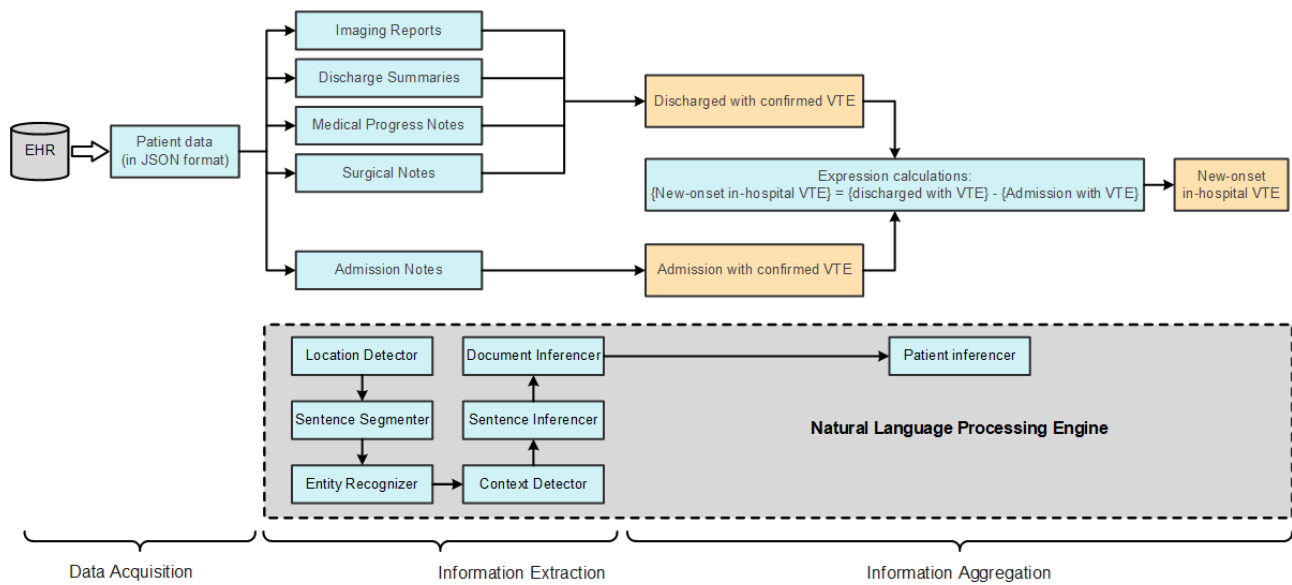 EHR
Patient data
(in JSON format)
Imaging Reports
Discharge Summaries
Medical Progress Notes
Surgical Notes
Admission Notes
Discharged with confirmed VTE
Expression calculations:
{New-onset in-hospital VTE} = {discharged with VTE} - {Admission with VTE}
New-onset
in-hospital VTE
Admission with confirmed VTE
Location Detector
Sentence Segmenter
Entity Recognizer
Context Detector
Sentence Inferencer
Document Inferencer
Patient inferencer
Natural Language Processing Engine
Data Acquisition
Information Extraction
Information Aggregation